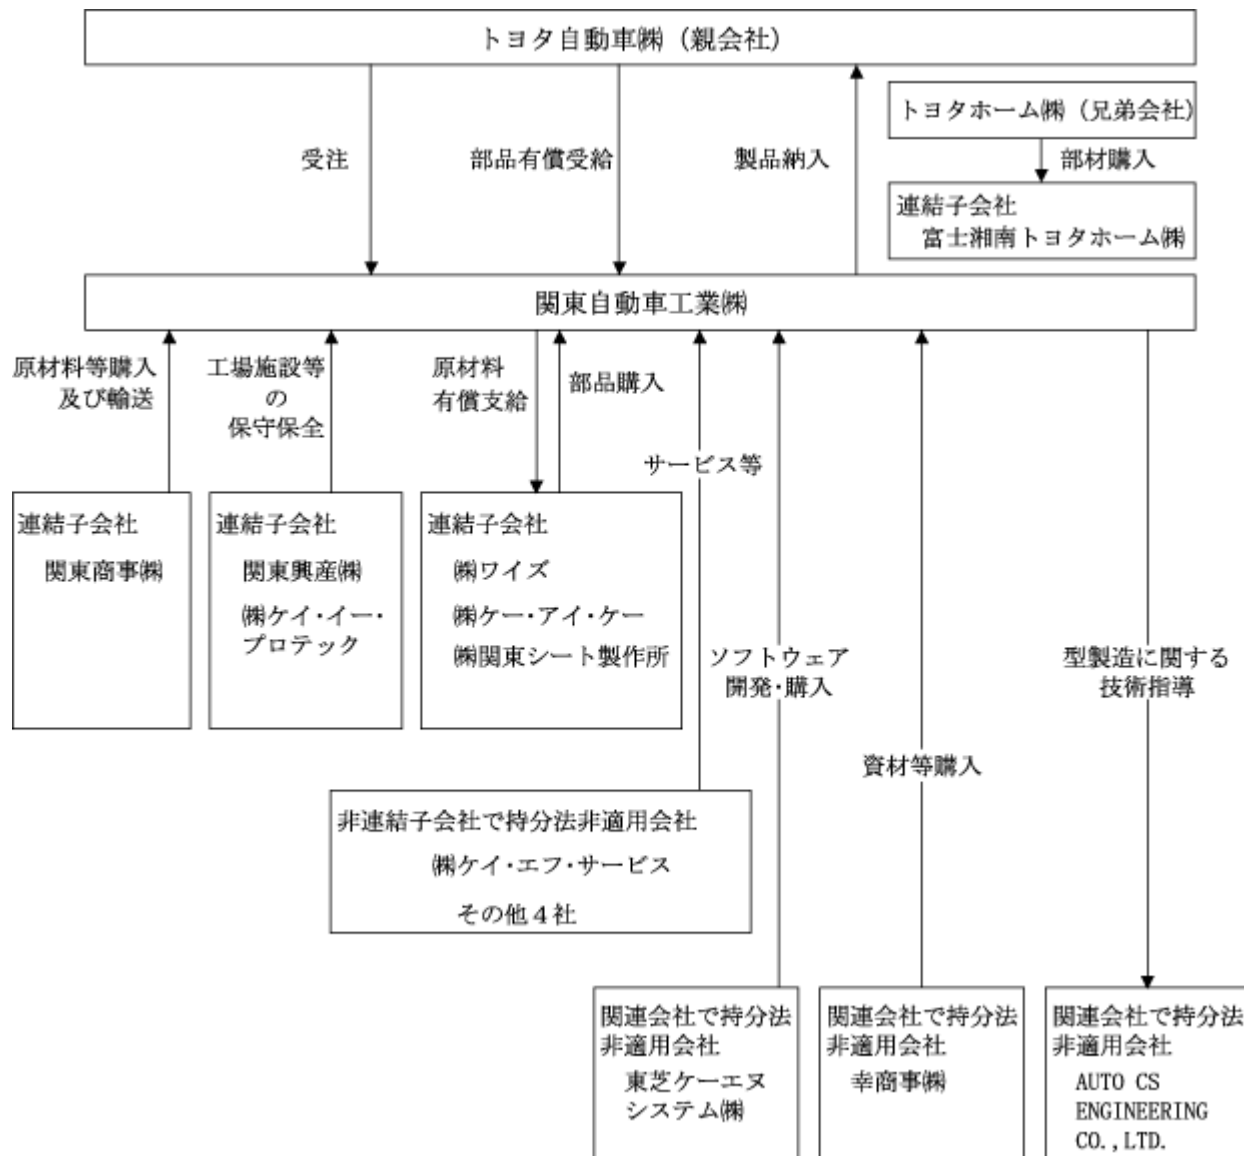 トヨタ自動車㈱（親会社）
トヨタホーム㈱（兄弟会社）
受注
部品有償受給
製品納入
部材購入
連結子会社
富士湘南トヨタホーム㈱
関東自動車工業㈱
原材料等購入
及び輸送
工場施設等
の
保守保全
原材料
有償支給
部品購入
サービス等
連結子会社
関東商事㈱
連結子会社
関東興産㈱
㈱ケイ・イー・
プロテック
連結子会社
㈱ワイズ
㈱ケー・アイ・ケー
㈱関東シート製作所
ソフトウェア
開発・購入
型製造に関する
技術指導
資材等購入
非連結子会社で持分法非適用会社
㈱ケイ・エフ・サービス
その他４社
関連会社で持分法
非適用会社
東芝ケーエヌ
システム㈱
関連会社で持分法
非適用会社
幸商事㈱
関連会社で持分法
非適用会社
AUTO CS
ENGINEERING
CO.,LTD.